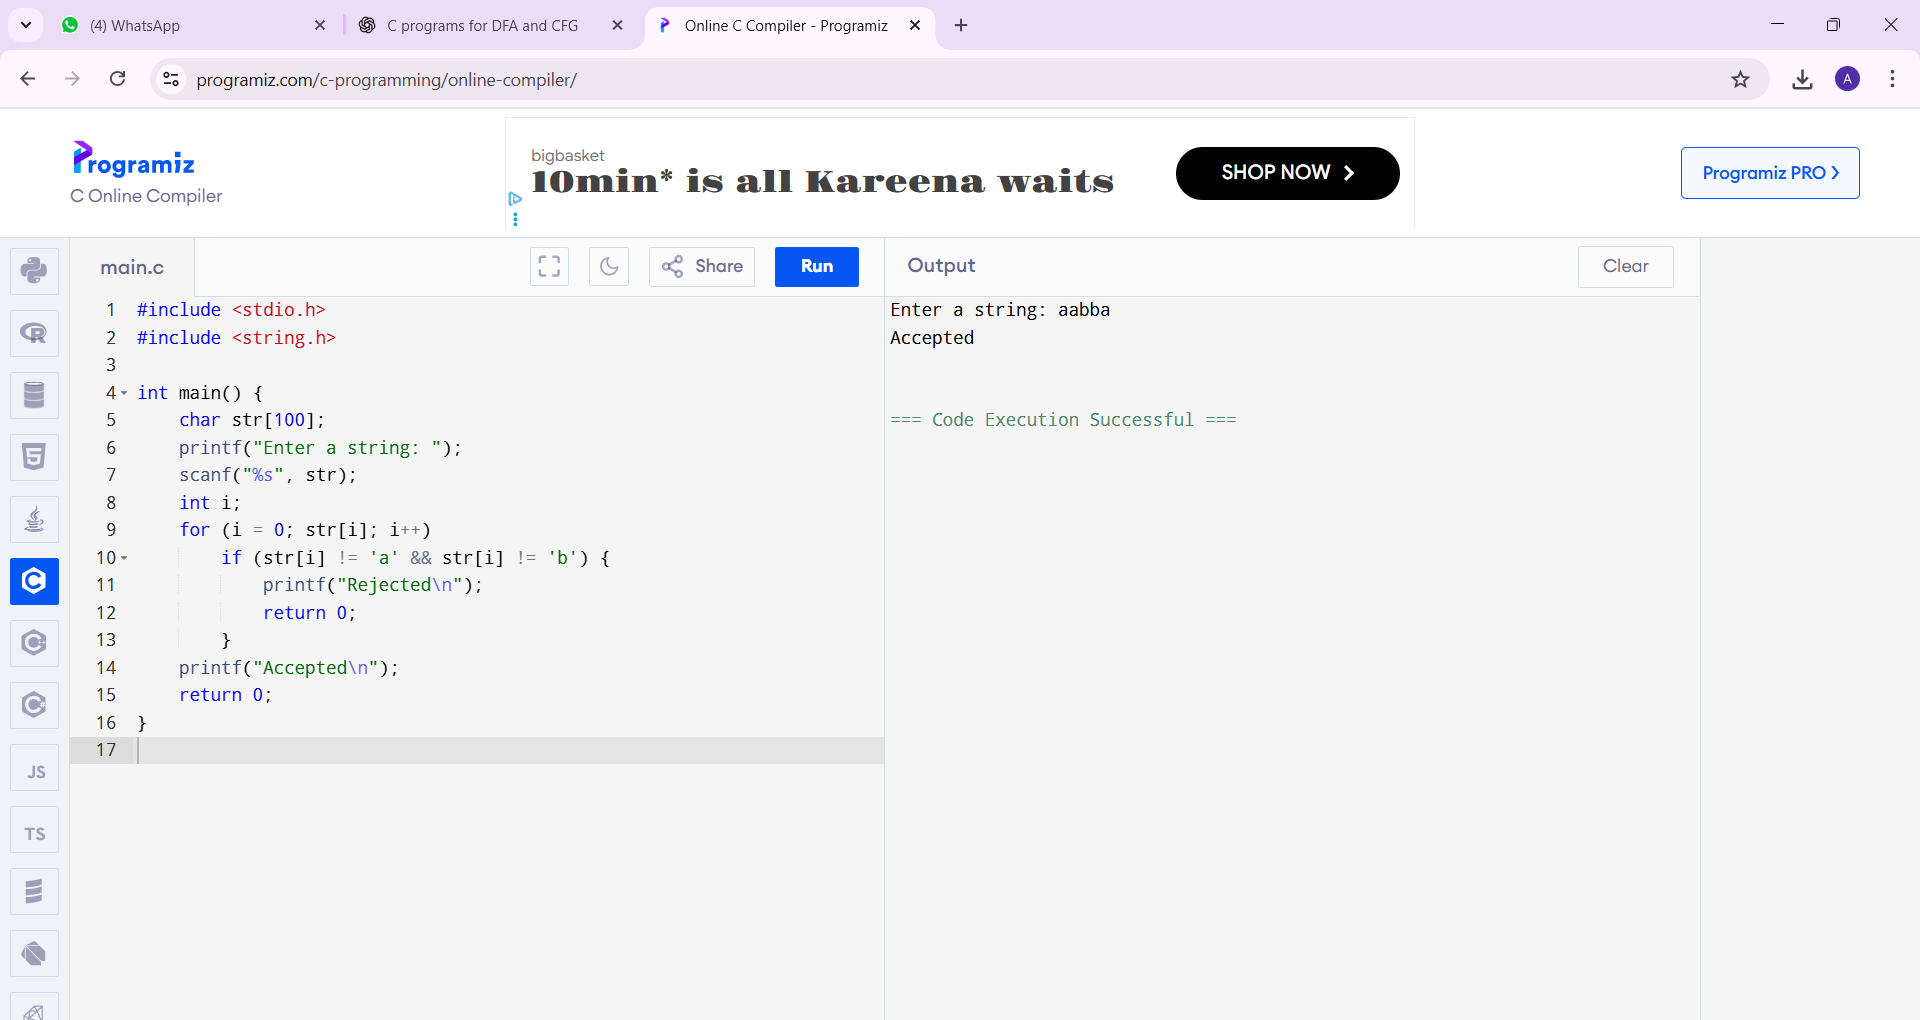 (4) WhatsApp
C programs for DFA and CFG
Online C Compiler - Programiz
programiz.com/c-programming/online-compiler/
A
Programiz
C Online Compiler
bigbasket
10min* is all Kareena waits
SHOP NOW
Programiz PRO
main.c
Share
Run
Output
Clear
1 #include <stdio.h>
2 #include <string.h>
3
4 int main() {
5 char str[100];
6 printf("Enter a string: ");
7 scanf("%s", str);
8 int i;
9 for (i = 0; str[i]; i++)
10 if (str[i] != 'a' && str[i] != 'b') {
11 printf("Rejected\n");
12 return 0;
13 }
14 printf("Accepted\n");
15 return 0;
16 }
17
Enter a string: aabba
Accepted
=== Code Execution Successful ===
R
5
C
C
C
JS
TS